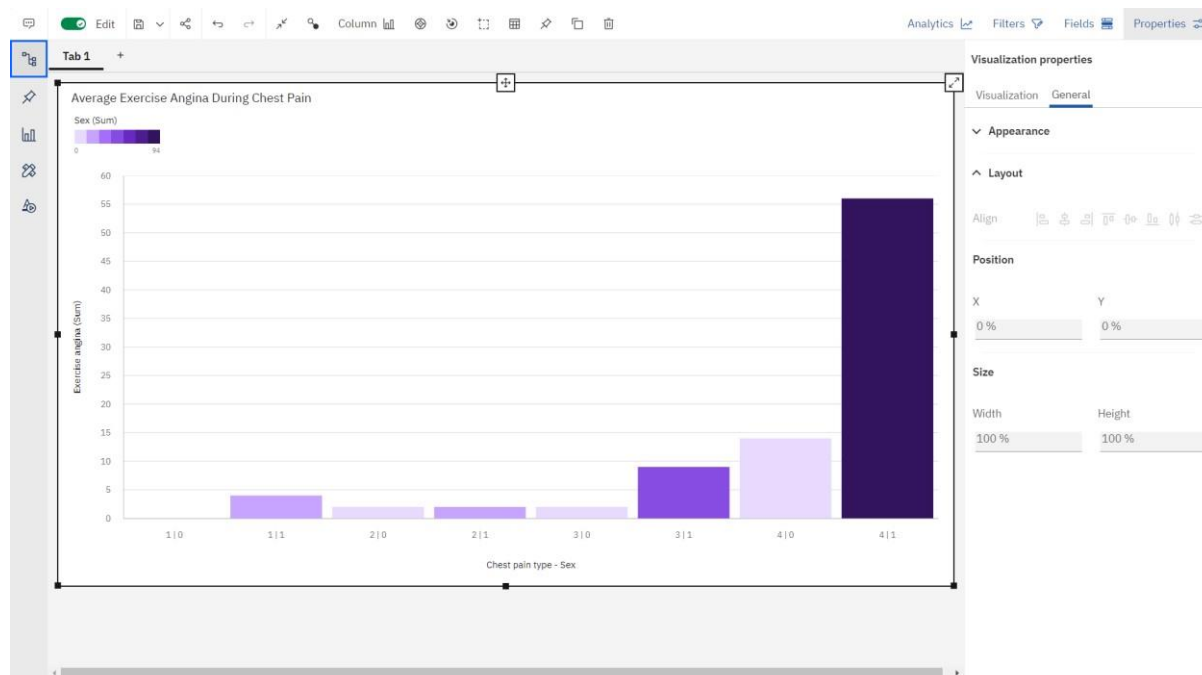 Edit
Column
Analytics
Filters
Fields
Properties
Tab 1
+
Average Exercise Angina During Chest Pain
Sex (Sum)
0 94
60
55
50
45
40
35
30
25
20
15
10
5
0
Exercise angina (Sum)
1|0 1|1 2|0 2|1 3|0 3|1 4|0 4|1
Chest pain type - Sex
Visualization properties
Visualization General
Appearance
Layout
Align
Position
X Y
0 % 0 %
Size
Width Height
100 % 100 %